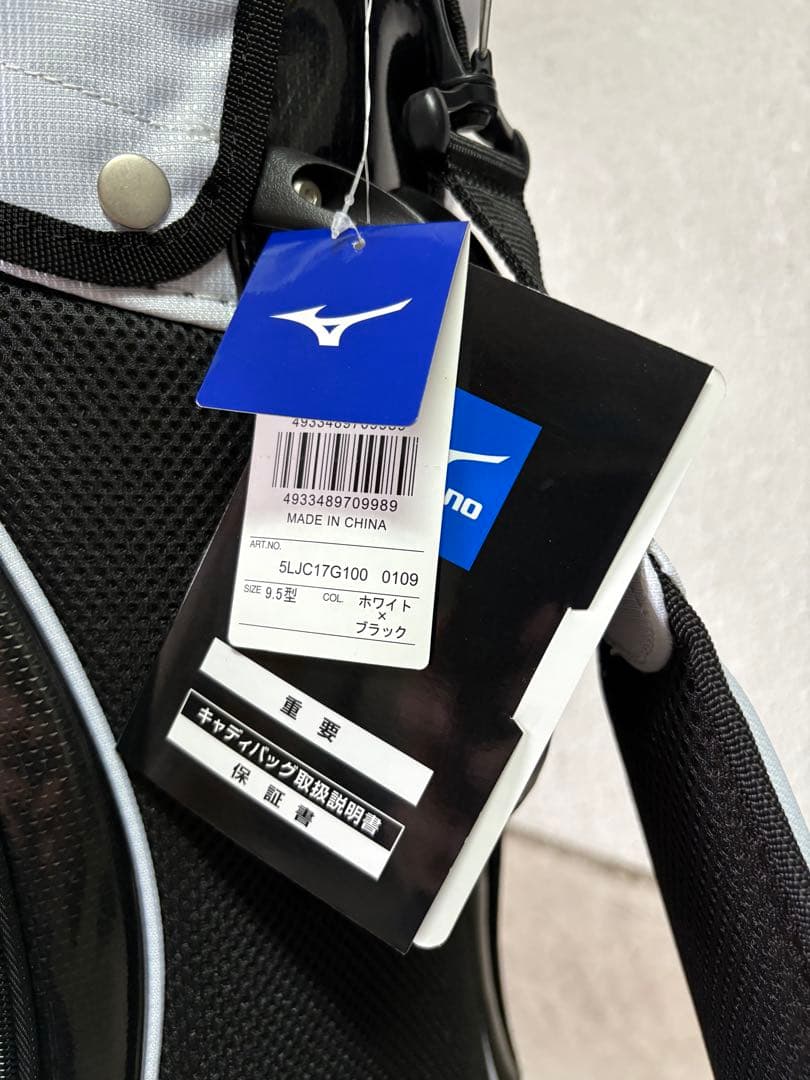 4933489709989
MADE IN CHINA
ART.NO.
5LJC17G100 0109
SIZE 9.5型 COL. ホワイト
×
ブラック
重要
キャディバッグ取扱説明書
保証書